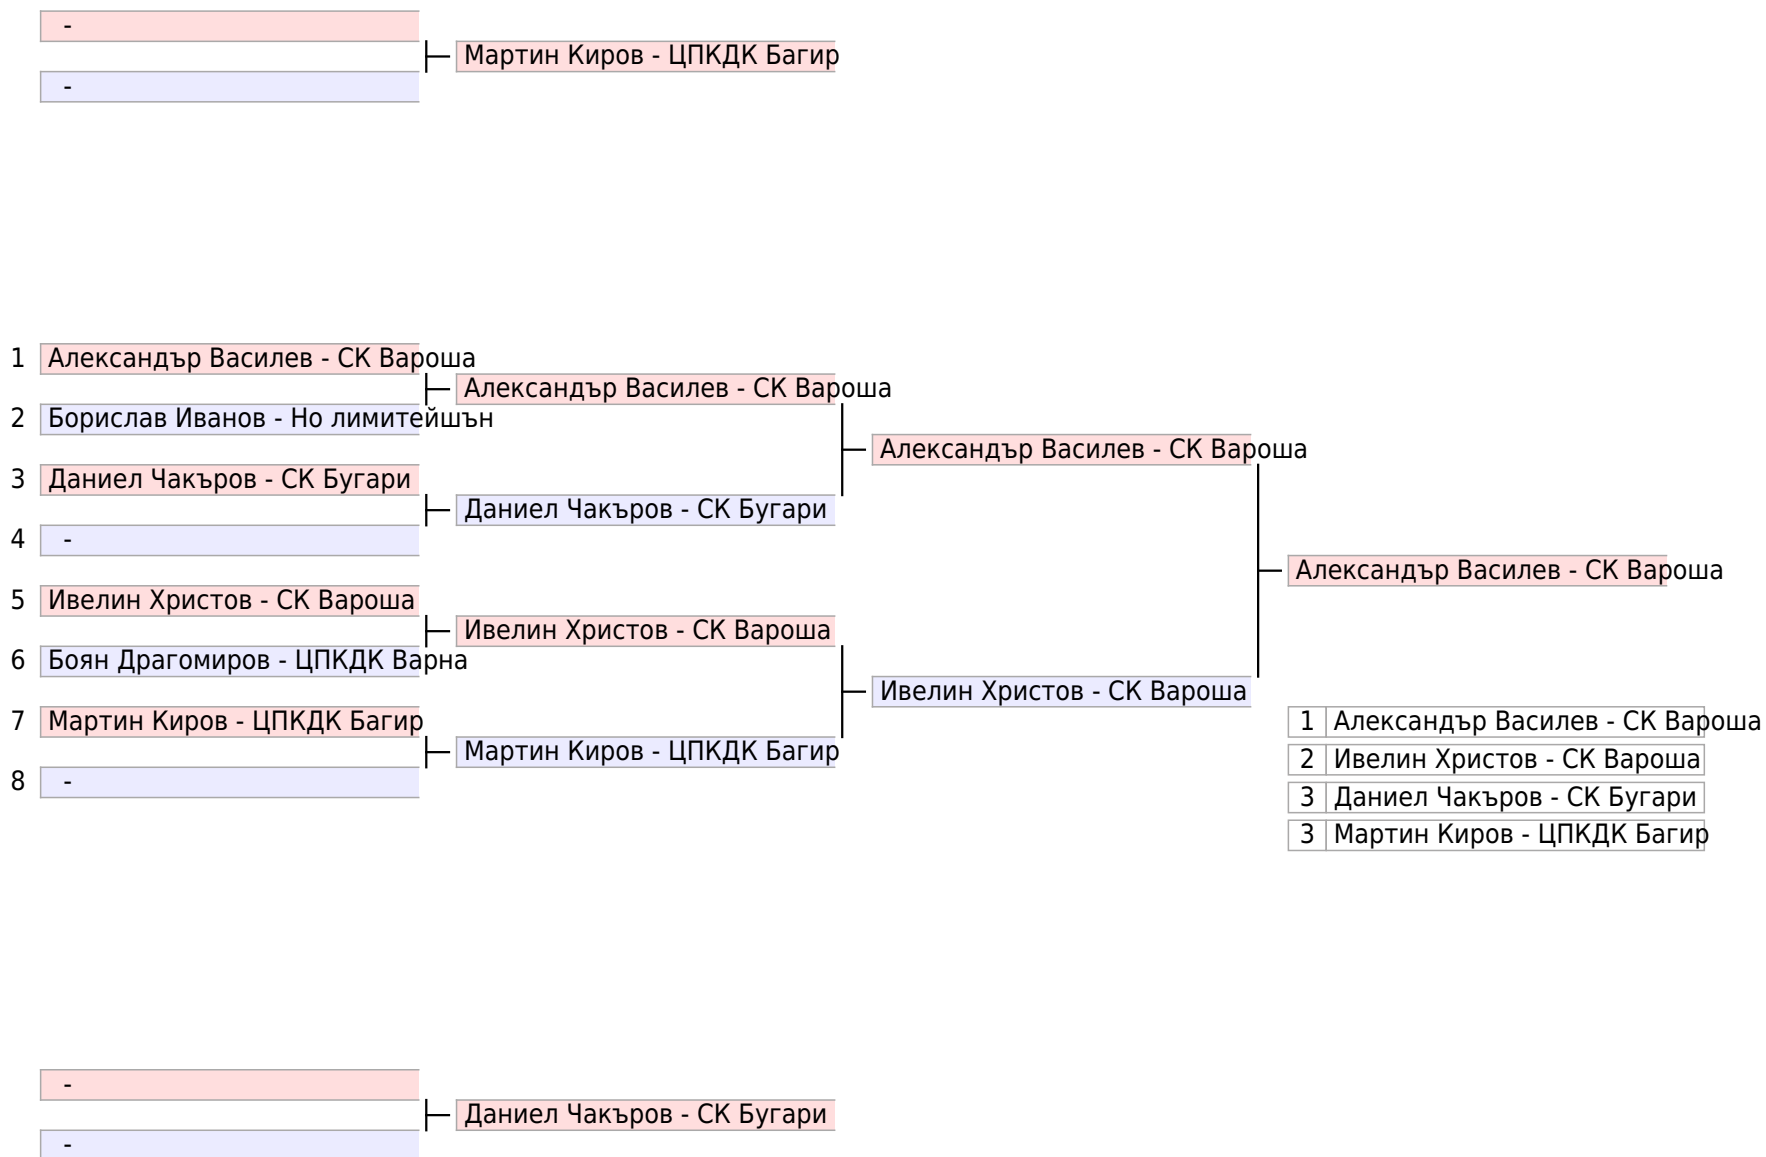 -
Мартин Киров - ЦПКДК Багир
-
1 Александър Василев - СК Вароша
Александър Василев - СК Вароша
2 Борислав Иванов - Но лимитейшън
Александър Василев - СК Вароша
3 Даниел Чакъров - СК Бугари
Даниел Чакъров - СК Бугари
4 -
Александър Василев - СК Вароша
5 Ивелин Христов - СК Вароша
Ивелин Христов - СК Вароша
6 Боян Драгомиров - ЦПКДК Варна
Ивелин Христов - СК Вароша
7 Мартин Киров - ЦПКДК Багир
Мартин Киров - ЦПКДК Багир
8 -
1 Александър Василев - СК Вароша
2 Ивелин Христов - СК Вароша
3 Даниел Чакъров - СК Бугари
3 Мартин Киров - ЦПКДК Багир
-
Даниел Чакъров - СК Бугари
-